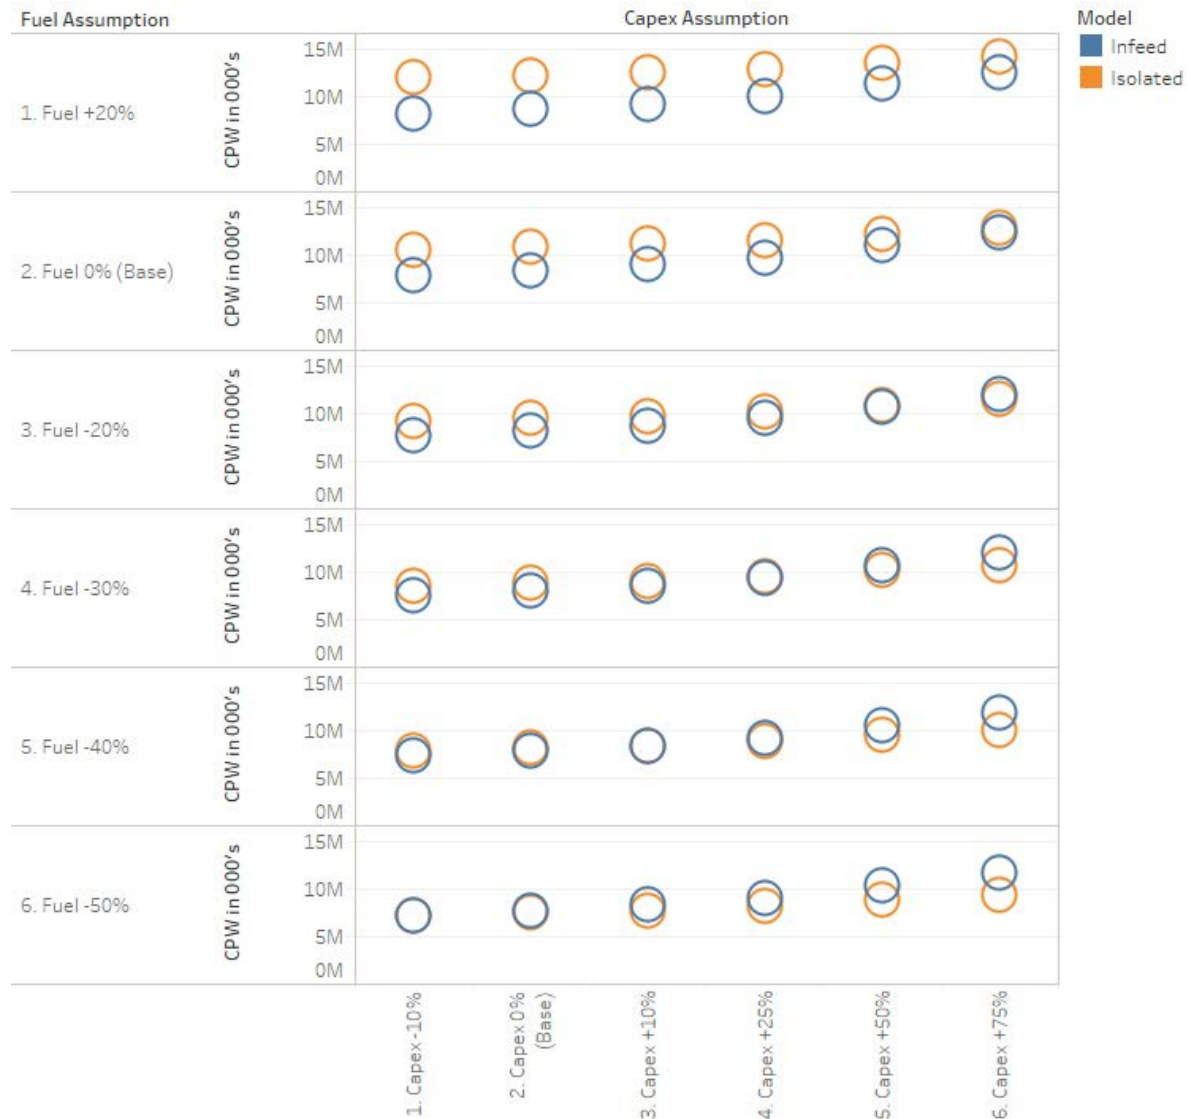 Fuel Assumption
Capex Assumption
Model
Infeed
Isolated
1. Fuel +20%
CPW in 000's
15M
10M
5M
0M
2. Fuel 0% (Base)
CPW in 000's
15M
10M
5M
0M
3. Fuel -20%
CPW in 000's
15M
10M
5M
0M
4. Fuel -30%
CPW in 000's
15M
10M
5M
0M
5. Fuel -40%
CPW in 000's
15M
10M
5M
0M
6. Fuel -50%
CPW in 000's
15M
10M
5M
0M
1. Capex -10%
2. Capex 0%
(Base)
3. Capex +10%
4. Capex +25%
5. Capex +50%
6. Capex +75%